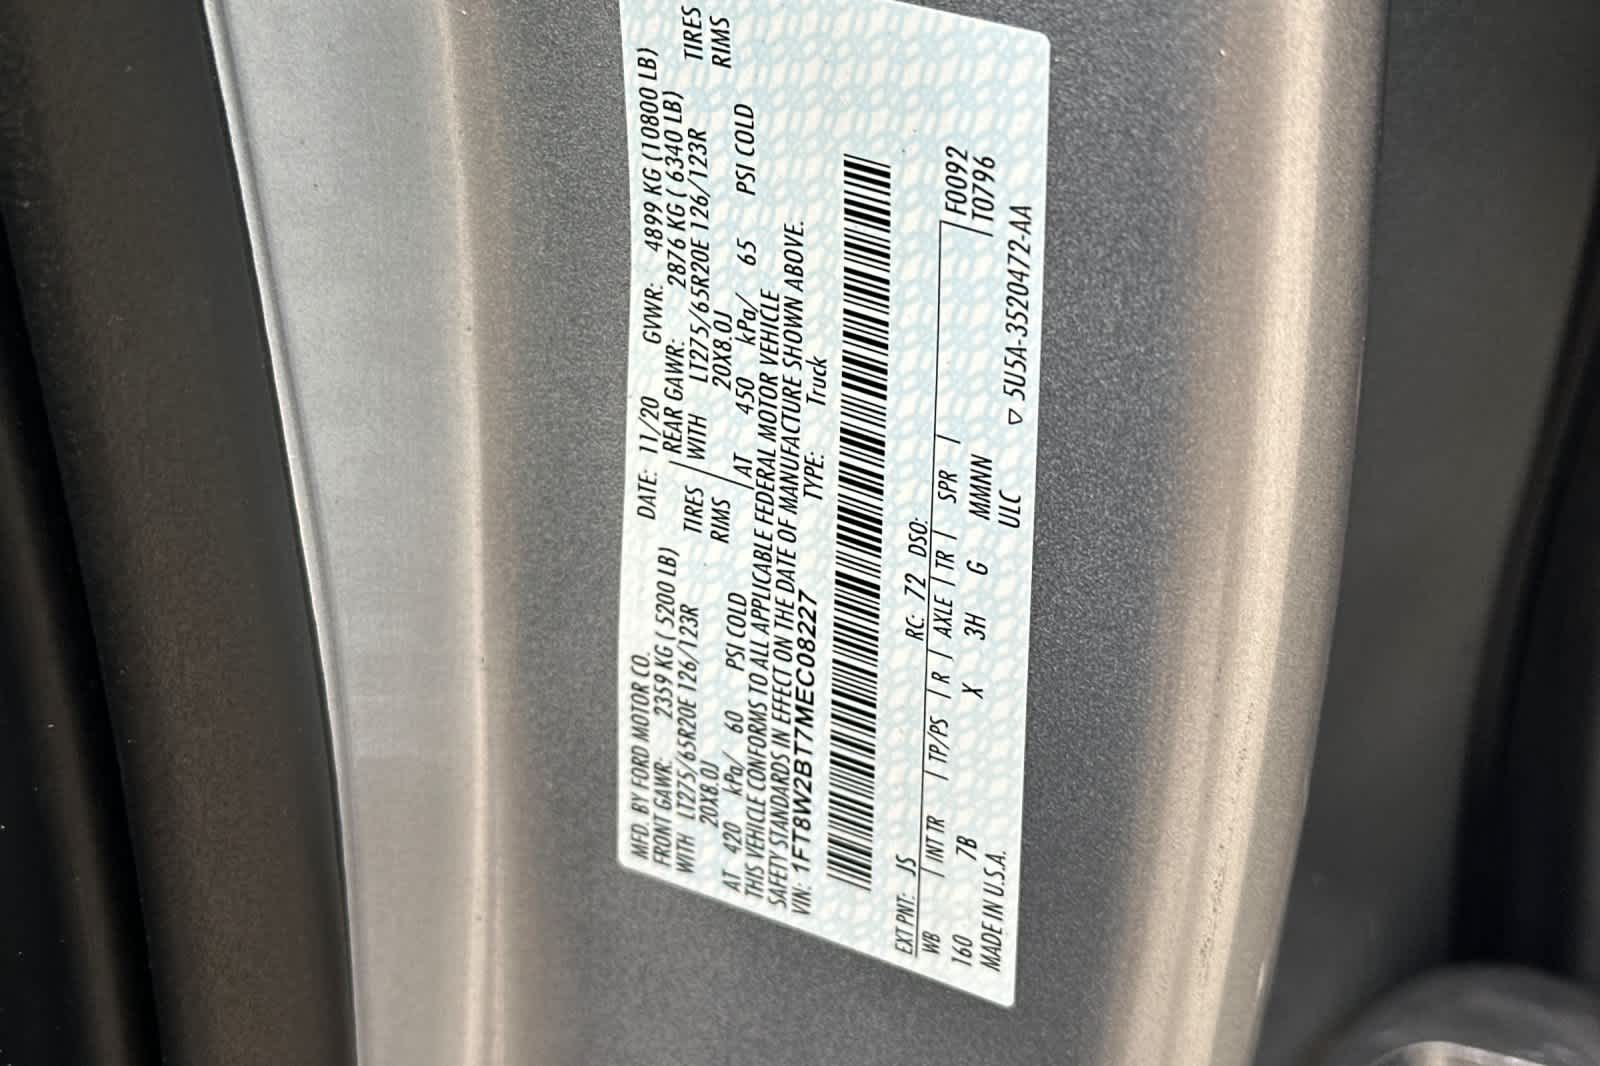 MFD. BY FORD MOTOR CO.
DATE: 11/20 GVWR: 4899 KG (10800 LB)
FRONT GAWR: 2359 KG ( 5200 LB) REAR GAWR: 2876 KG ( 6340 LB)
WITH LT275/65R20E 126/123R TIRES WITH LT275/65R20E 126/123R TIRES
20X8.0J RIMS 20X8.0J RIMS
AT 420 kPa/ 60 PSI COLD AT 450 kPa/ 65 PSI COLD
THIS VEHICLE CONFORMS TO ALL APPLICABLE FEDERAL MOTOR VEHICLE
SAFETY STANDARDS IN EFFECT ON THE DATE OF MANUFACTURE SHOWN ABOVE.
VIN: 1FT8W2BT7MEC08227 TYPE: Truck
EXT PNT: JS RC: 72 DSO:
WB | INT TR | TP/PS | R | AXLE | TR | SPR | F0092
160 7B X 3H G MMNN T0796
MADE IN U.S.A. ULC ▽ 5U5A-3520472-AA